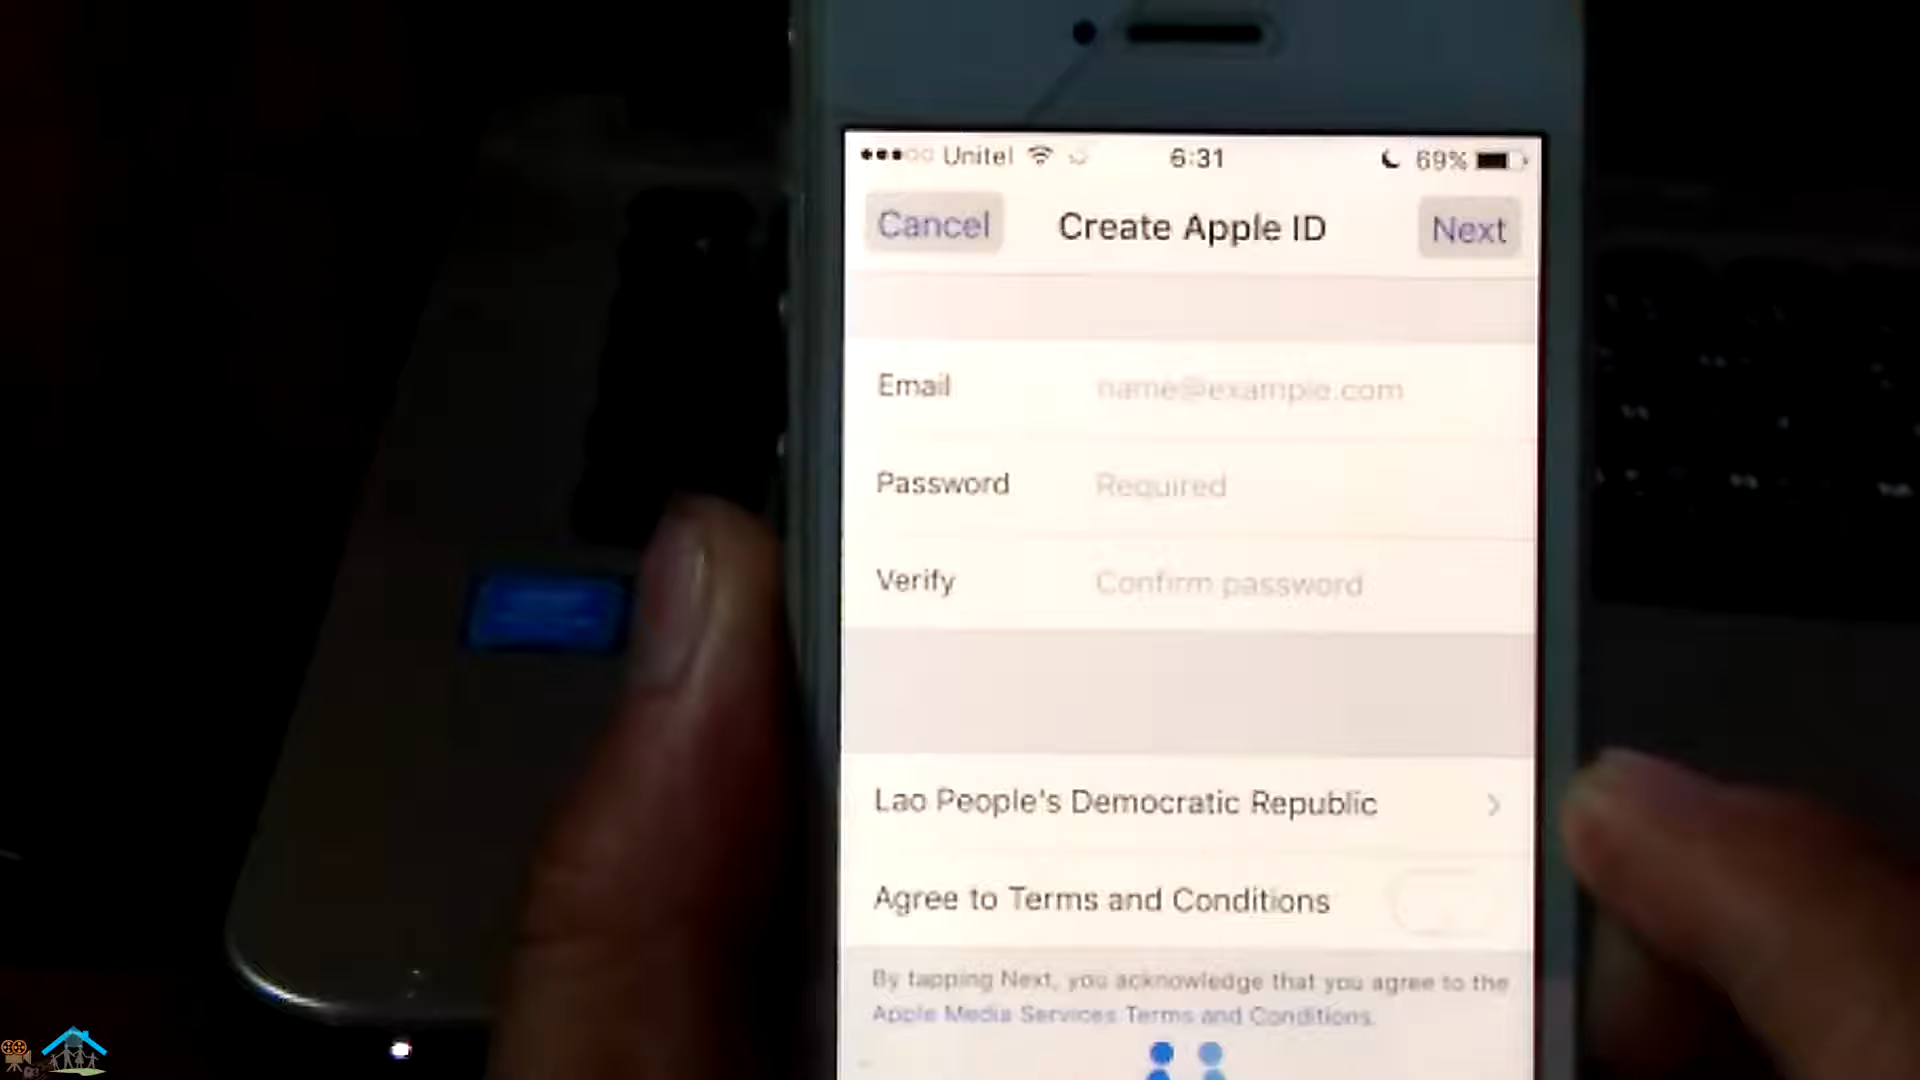 Unitel 6:31 69%
Cancel Create Apple ID Next
Email name@example.com
Password Required
Verify Confirm password
Lao People's Democratic Republic
Agree to Terms and Conditions
By tapping Next, you acknowledge that you agree to the
Apple Media Services Terms and Conditions.